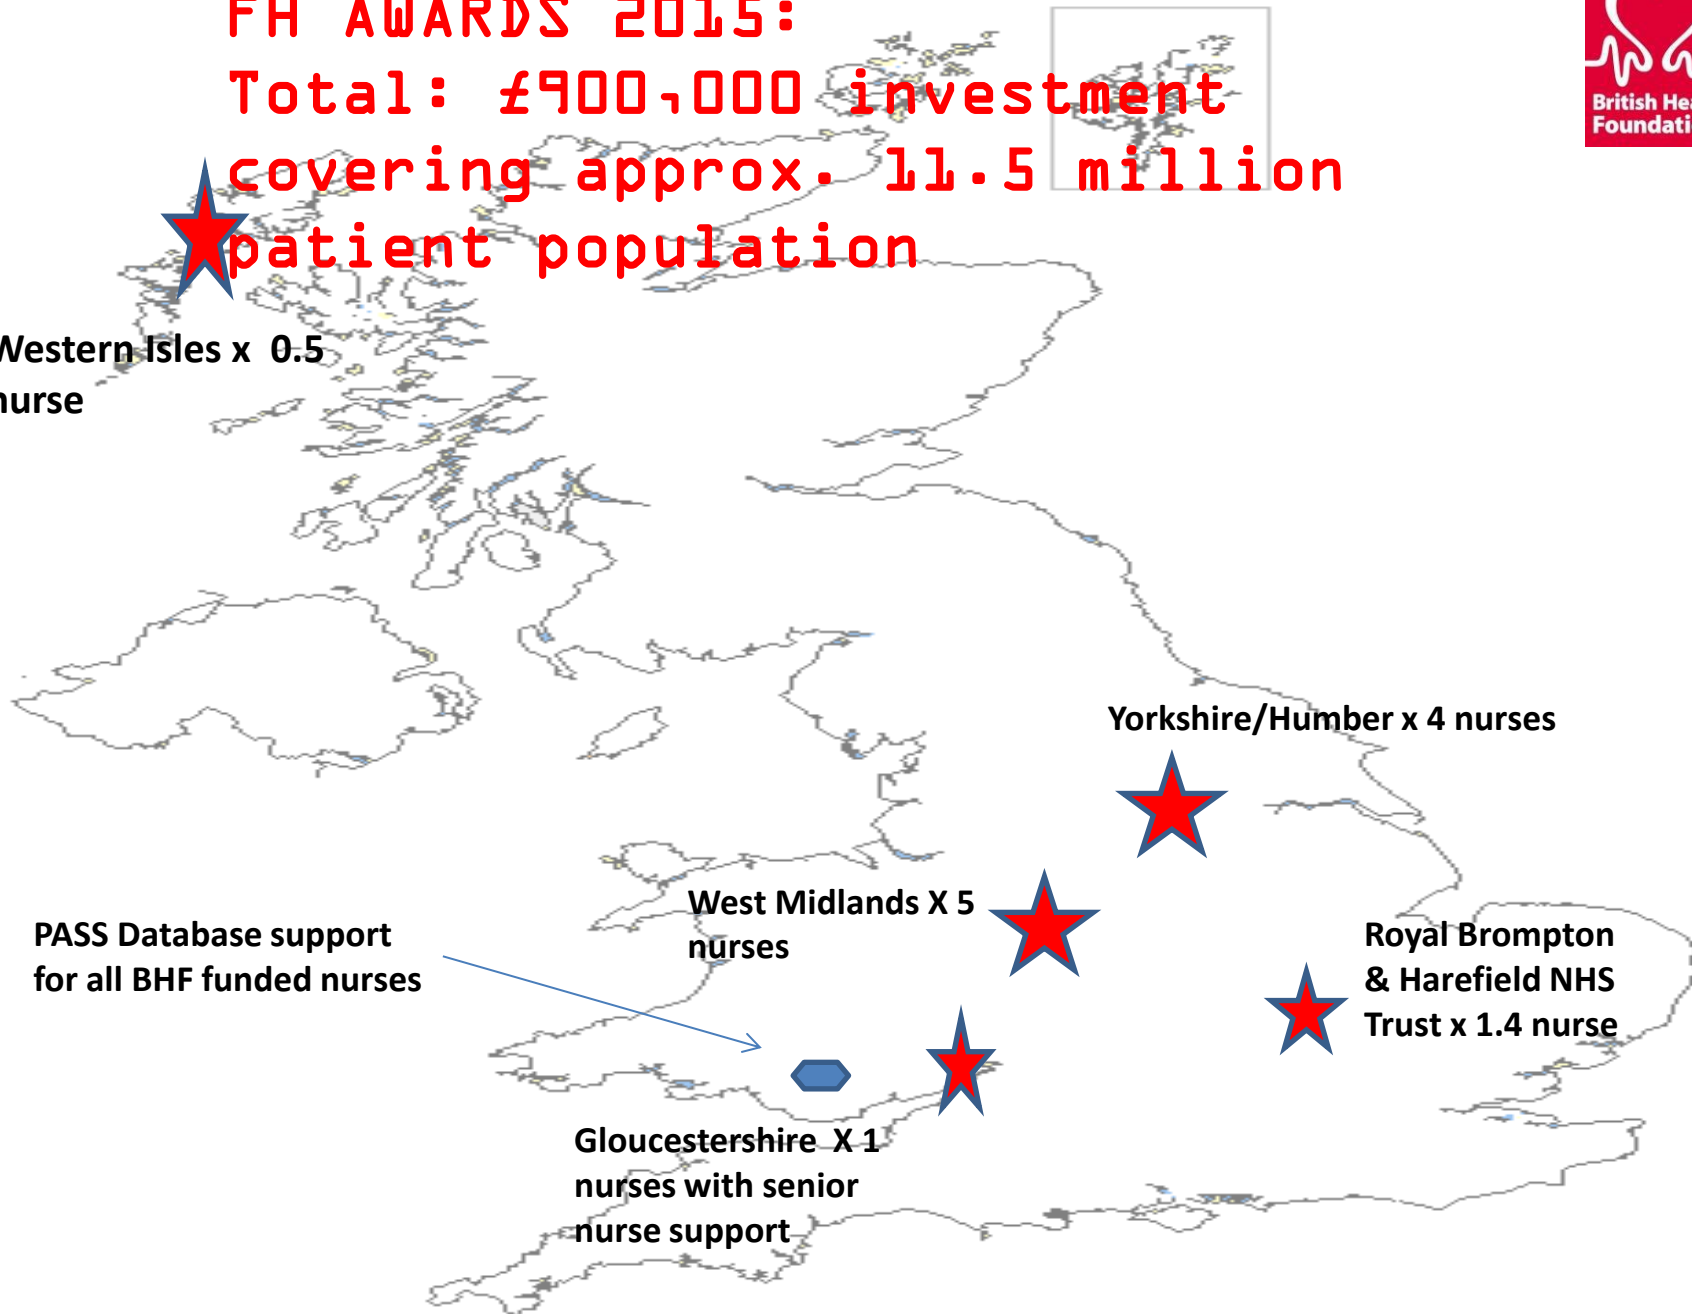 FH AWARDS 2015:
Total: £900,000 investment
covering approx. 11.5 million
patient population
British Hea
Foundati
Western Isles x  0.5
nurse
Yorkshire/Humber x 4 nurses
West Midlands X 5
nurses
PASS Database support
for all BHF funded nurses
Royal Brompton
& Harefield NHS
Trust x 1.4 nurse
Gloucestershire  X 1
nurses with senior
nurse support